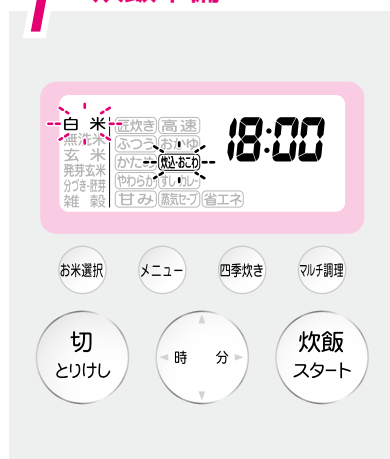 白米 匠炊き 高速 18:00
無洗米 ふつう おかゆ
玄米 かため 炊込・おこわ
発芽玄米 やわらか すし・カレー
分づき・胚芽
雑穀 甘み 蒸気セーブ 省エネ
お米選択 メニュー 四季炊き マルチ調理
切 時 分 炊飯
とりけし スタート